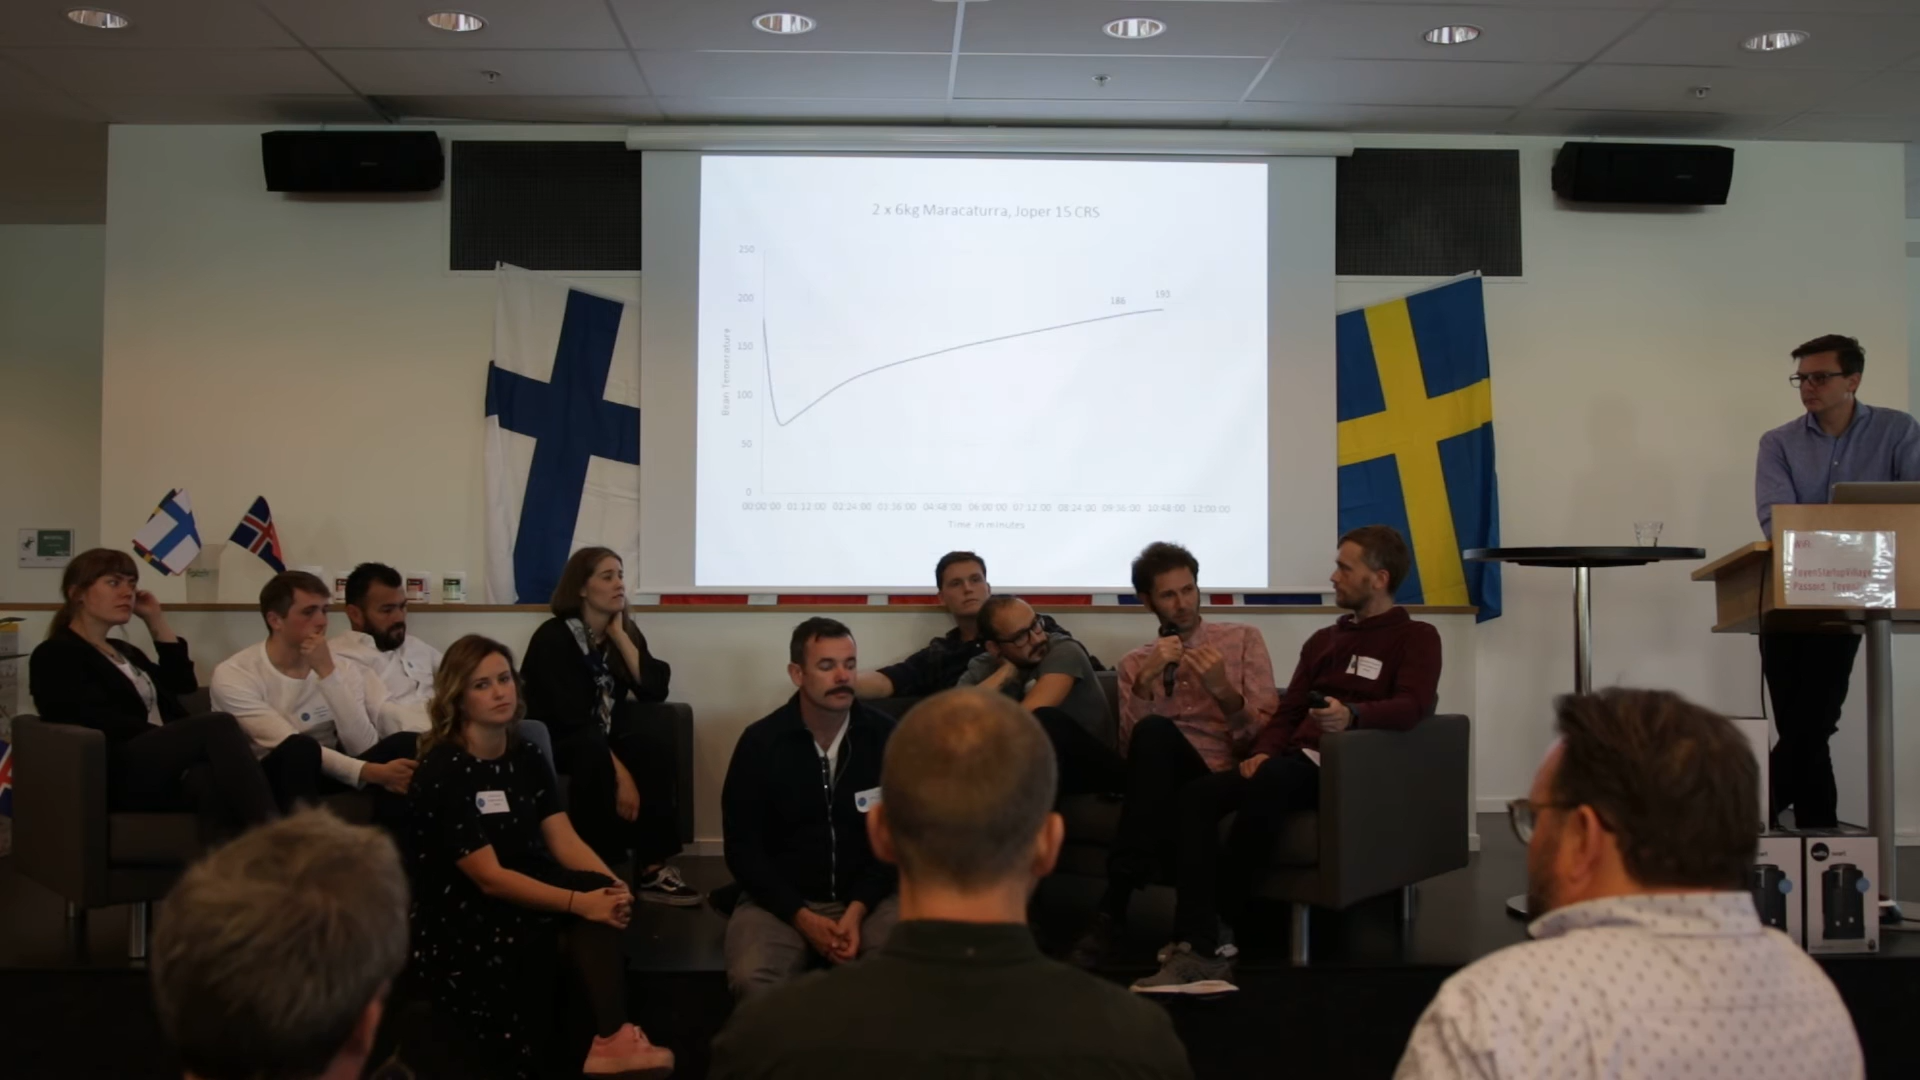 2 x 6kg Maracaturra, Joper 15 CRS
250
200
150
100
50
0
Bean Temperature
186
193
00:00:00 01:12:00 02:24:00 03:36:00 04:48:00 06:00:00 07:12:00 08:24:00 09:36:00 10:48:00 12:00:00
Time in minutes
WiFi
wilfa